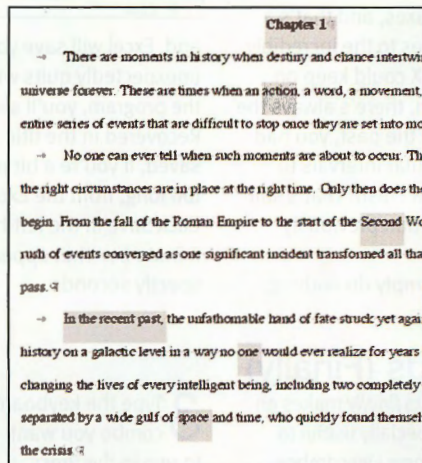 Chapter 1
There are moments in history when destiny and chance intertwi
universe forever. These are times when an action, a word, a movement,
entire series of events that are difficult to stop once they are set into mo
No one can ever tell when such moments are about to occur. Th
the right circumstances are in place at the right time. Only then does the
begin. From the fall of the Roman Empire to the start of the Second Wo
rush of events converged as one significant incident transformed all tha
pass.
In the recent past, the unfathomable hand of fate struck yet agai
history on a galactic level in a way no one would ever realize for years
changing the lives of every intelligent being, including two completely
separated by a wide gulf of space and time, who quickly found themsel
the crisis.